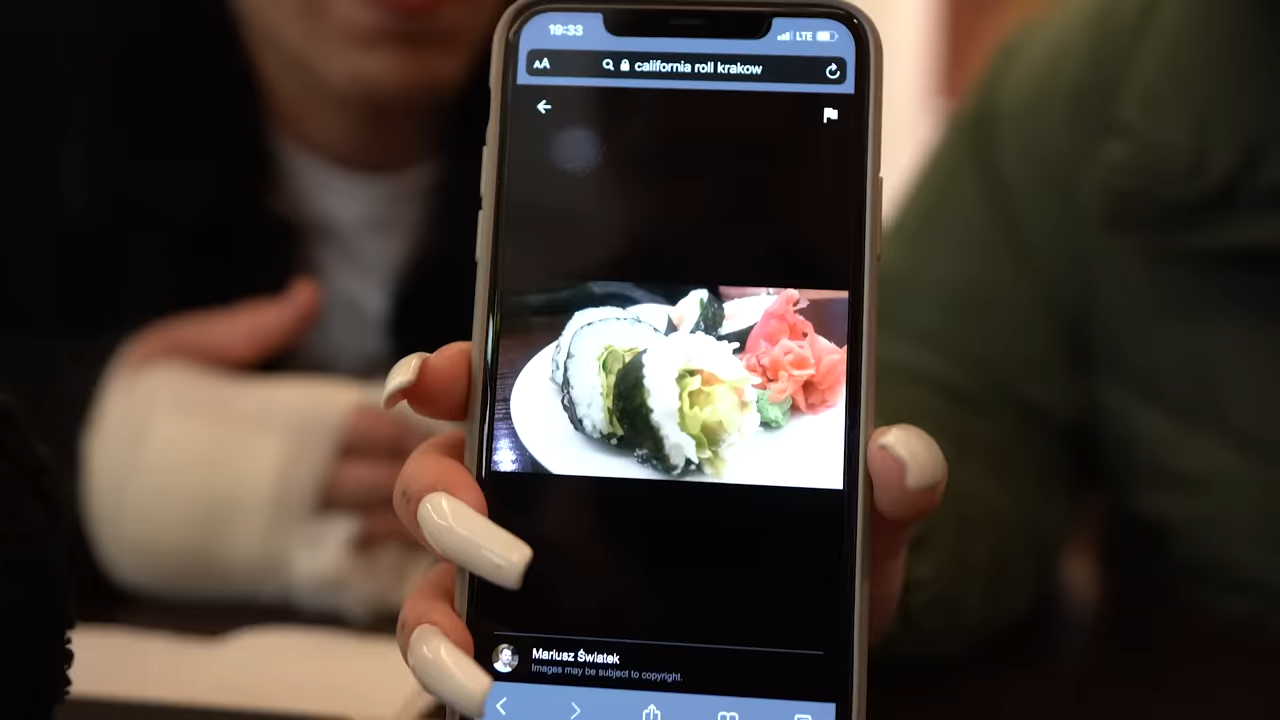 19:33
LTE
AA
california roll krakow
Mariusz Świątek
Images may be subject to copyright.